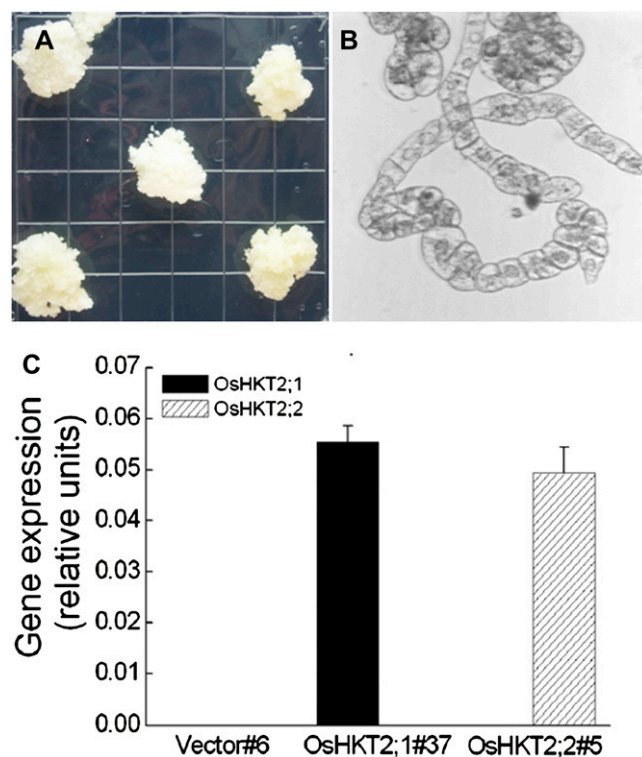 A
B
C
OsHKT2;1
OsHKT2;2
Gene expression
(relative units)
0.07
0.06
0.05
0.04
0.03
0.02
0.01
0.00
Vector#6 OsHKT2;1#37 OsHKT2;2#5